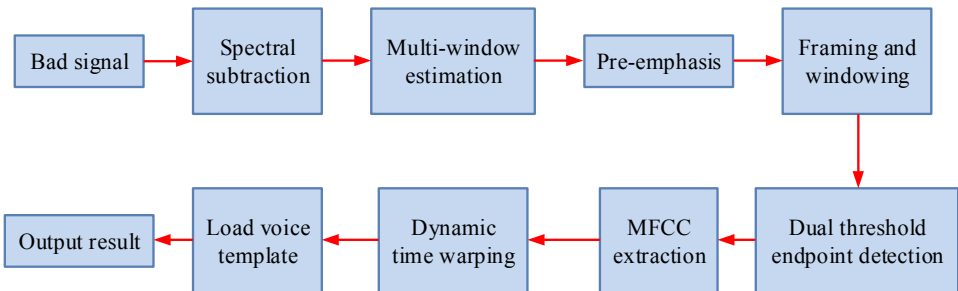 Bad signal
Spectral
subtraction
Multi-window
estimation
Pre-emphasis
Framing and
windowing
Dual threshold
endpoint detection
MFCC
extraction
Dynamic
time warping
Load voice
template
Output result